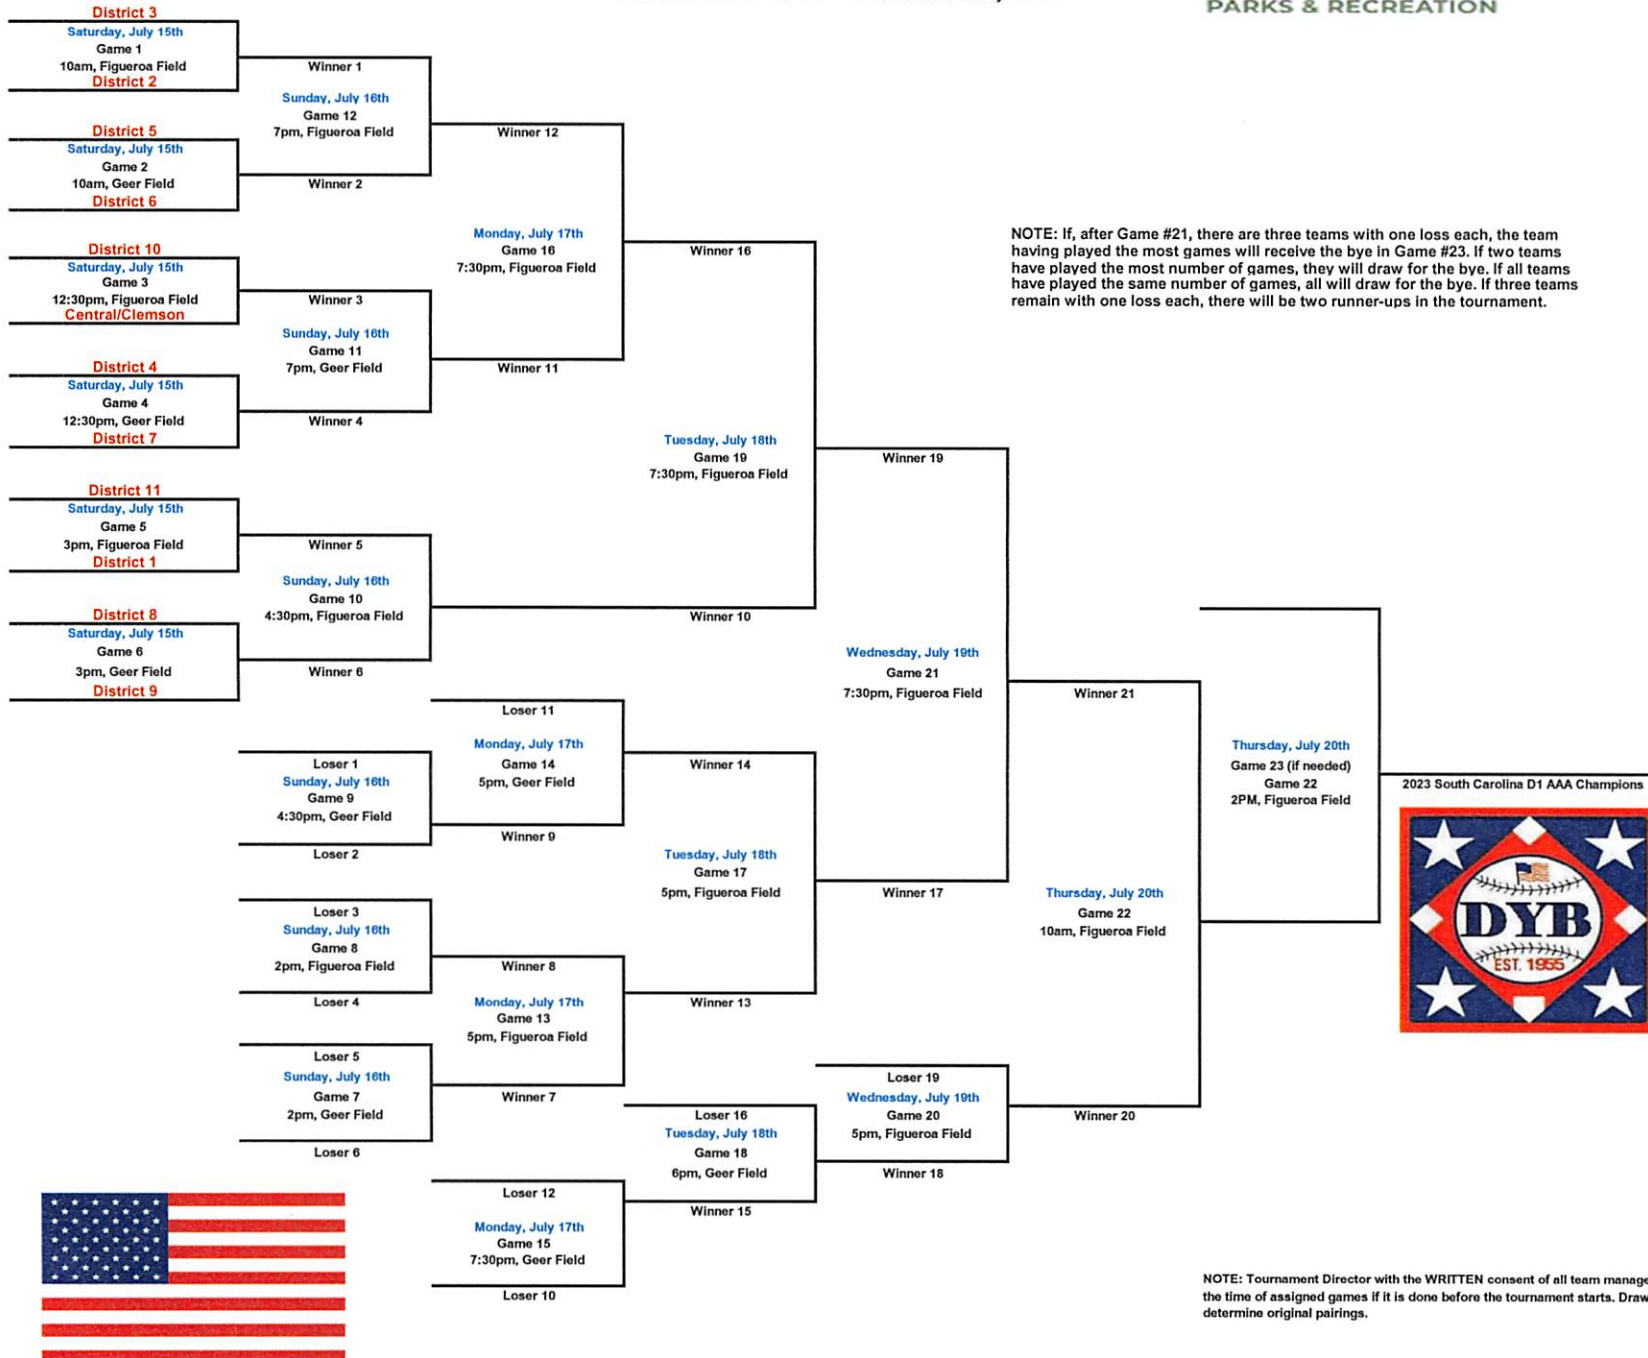 PARKS & RECREATION
District 3
Saturday, July 15th
Game 1
10am, Figueroa Field
District 2
District 5
Saturday, July 15th
Game 2
10am, Geer Field
District 6
District 10
Saturday, July 15th
Game 3
12:30pm, Figueroa Field
Central/Clemson
District 4
Saturday, July 15th
Game 4
12:30pm, Geer Field
District 7
District 11
Saturday, July 15th
Game 5
3pm, Figueroa Field
District 1
District 8
Saturday, July 15th
Game 6
3pm, Geer Field
District 9
Winner 1
Sunday, July 16th
Game 12
7pm, Figueroa Field
Winner 2
Winner 3
Sunday, July 16th
Game 11
7pm, Geer Field
Winner 4
Winner 5
Sunday, July 16th
Game 10
4:30pm, Figueroa Field
Winner 6
Loser 1
Sunday, July 16th
Game 9
4:30pm, Geer Field
Loser 2
Loser 3
Sunday, July 16th
Game 8
2pm, Figueroa Field
Loser 4
Loser 5
Sunday, July 16th
Game 7
2pm, Geer Field
Loser 6
Winner 12
Monday, July 17th
Game 16
7:30pm, Figueroa Field
Winner 11
Loser 11
Monday, July 17th
Game 14
5pm, Geer Field
Winner 9
Winner 8
Monday, July 17th
Game 13
5pm, Figueroa Field
Winner 7
Loser 12
Monday, July 17th
Game 15
7:30pm, Geer Field
Loser 10
Winner 16
Tuesday, July 18th
Game 19
7:30pm, Figueroa Field
Winner 10
Winner 14
Tuesday, July 18th
Game 17
5pm, Figueroa Field
Winner 13
Loser 16
Tuesday, July 18th
Game 18
6pm, Geer Field
Winner 15
Winner 19
Wednesday, July 19th
Game 21
7:30pm, Figueroa Field
Winner 17
Loser 19
Wednesday, July 19th
Game 20
5pm, Figueroa Field
Winner 18
Winner 21
Thursday, July 20th
Game 22
10am, Figueroa Field
Winner 20
Thursday, July 20th
Game 23 (if needed)
Game 22
2PM, Figueroa Field
2023 South Carolina D1 AAA Champions
DYB
EST. 1955
NOTE: If, after Game #21, there are three teams with one loss each, the team
having played the most games will receive the bye in Game #23. If two teams
have played the most number of games, they will draw for the bye. If all teams
have played the same number of games, all will draw for the bye. If three teams
remain with one loss each, there will be two runner-ups in the tournament.
NOTE: Tournament Director with the WRITTEN consent of all team manage
the time of assigned games if it is done before the tournament starts. Draw
determine original pairings.